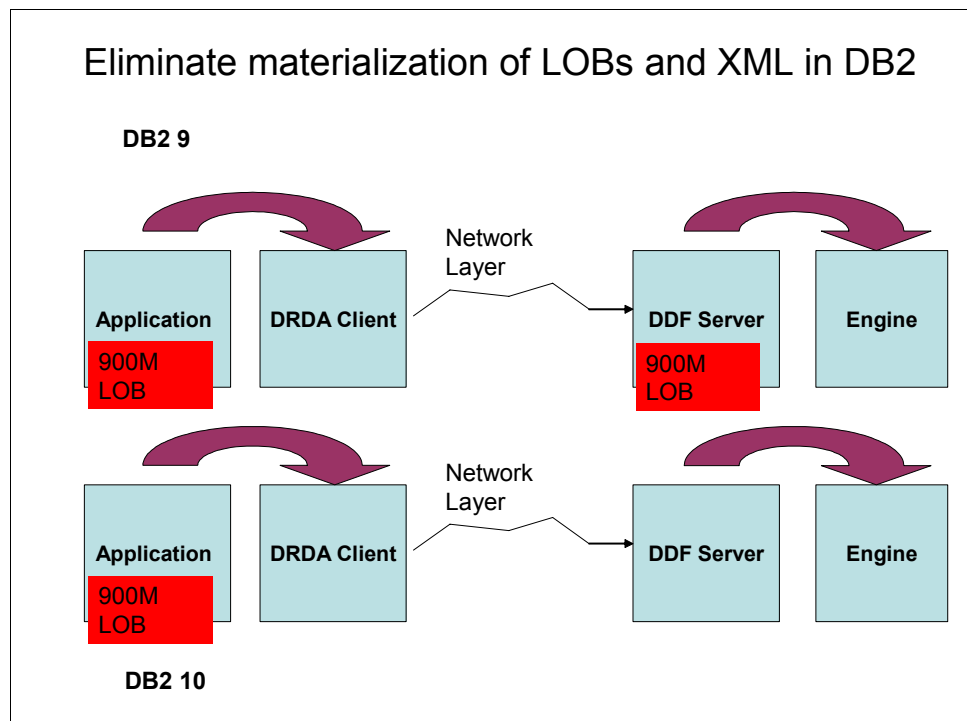 Eliminate materialization of LOBs and XML in DB2
DB2 9
Network
Layer
Application
DRDA Client
DDF Server
Engine
900M
LOB
900M
LOB
Network
Layer
Application
DRDA Client
DDF Server
Engine
900M
LOB
DB2 10